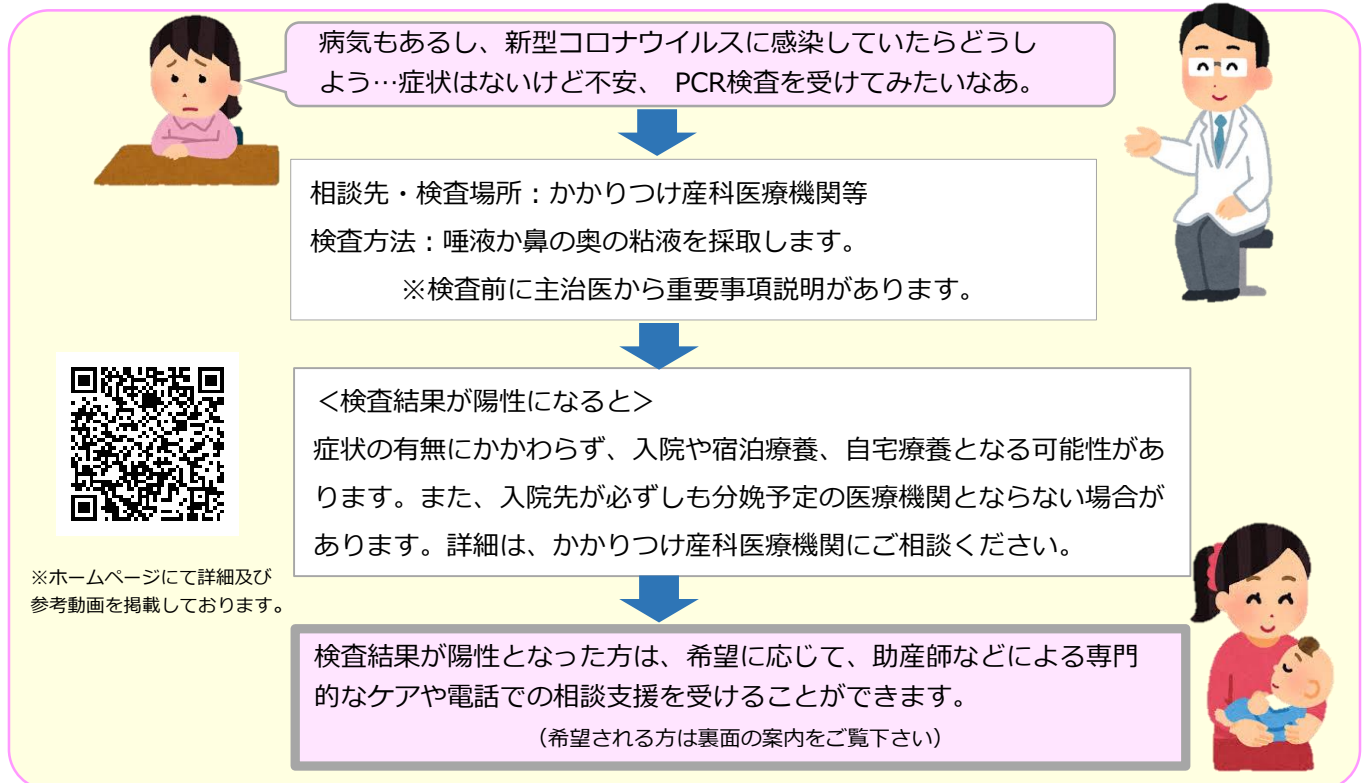 病気もあるし、新型コロナウイルスに感染していたらどうし
よう…症状はないけど不安、 PCR検査を受けてみたいなあ。
相談先・検査場所：かかりつけ産科医療機関等
検査方法：唾液か鼻の奥の粘液を採取します。
※検査前に主治医から重要事項説明があります。
＜検査結果が陽性になると＞
症状の有無にかかわらず、入院や宿泊療養、自宅療養となる可能性があ
ります。また、入院先が必ずしも分娩予定の医療機関とならない場合が
あります。詳細は、かかりつけ産科医療機関にご相談ください。
※ホームページにて詳細及び
参考動画を掲載しております。
検査結果が陽性となった方は、希望に応じて、助産師などによる専門
的なケアや電話での相談支援を受けることができます。
（希望される方は裏面の案内をご覧下さい）